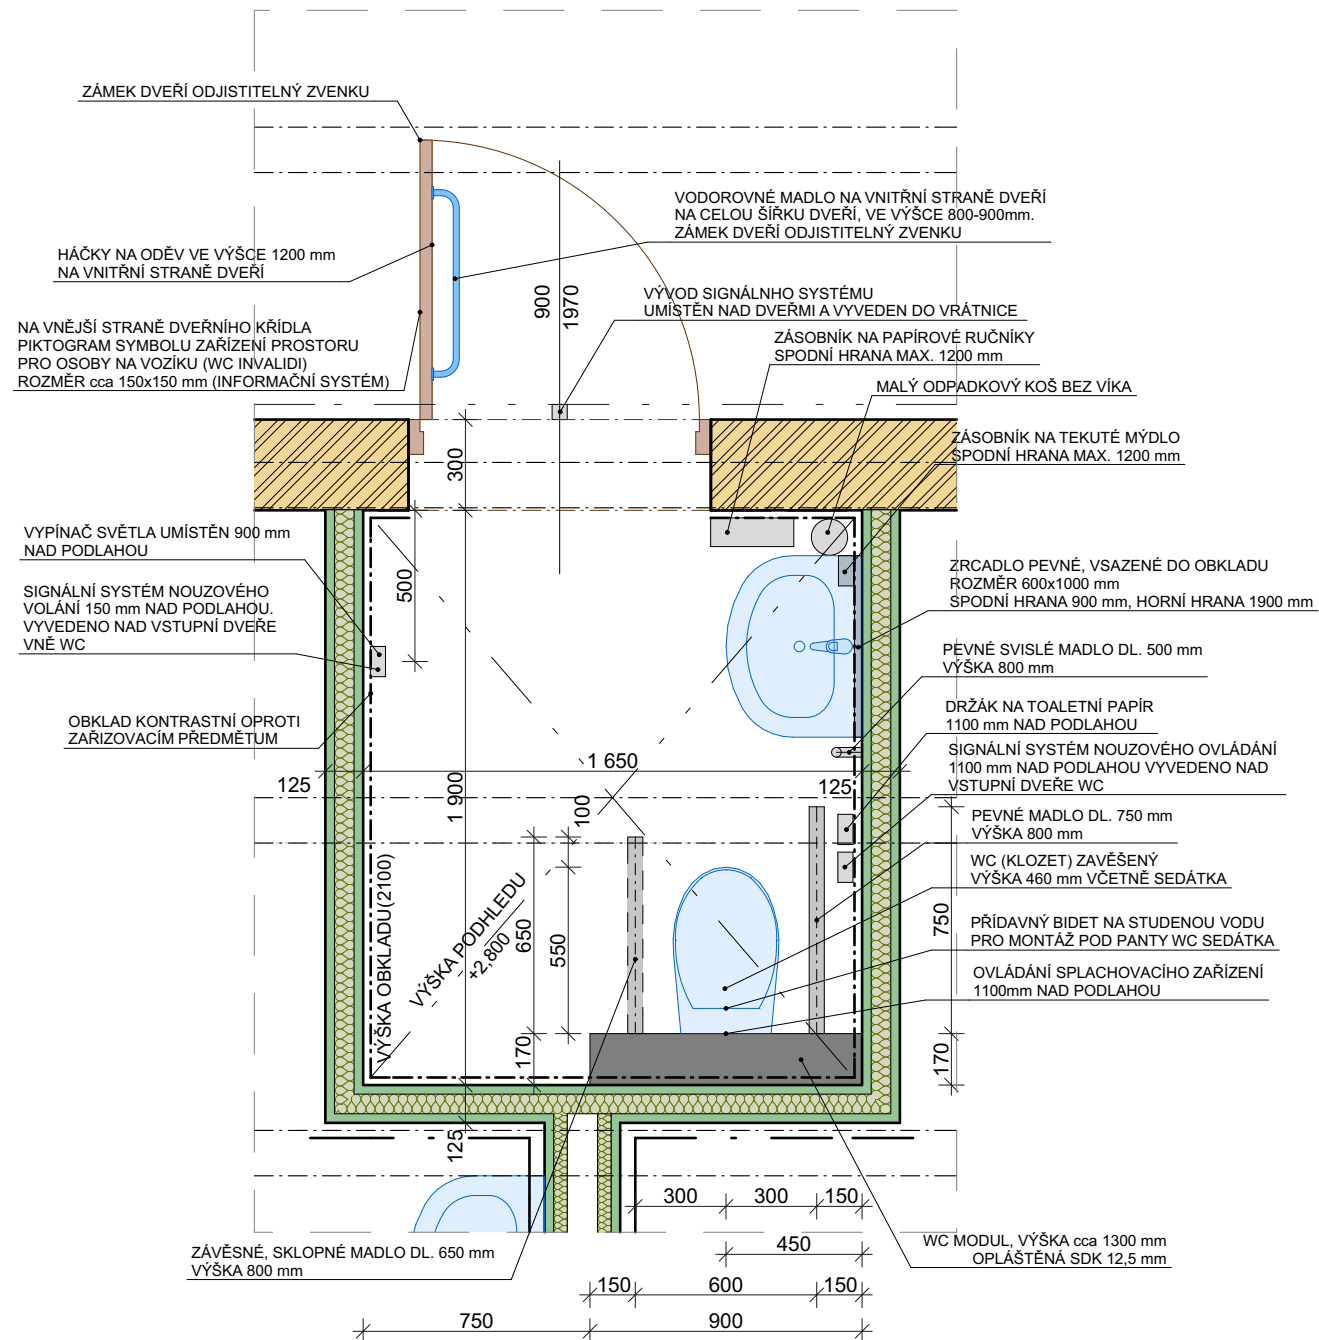 ZÁMEK DVEŘÍ ODJISTITELNÝ ZVENKU
VODOROVNÉ MADLO NA VNITŘNÍ STRANĚ DVEŘÍ
NA CELOU ŠÍŘKU DVEŘÍ, VE VÝŠCE 800-900mm.
ZÁMEK DVEŘÍ ODJISTITELNÝ ZVENKU
HÁČKY NA ODĚV VE VÝŠCE 1200 mm
NA VNITŘNÍ STRANĚ DVEŘÍ
900
1970
VÝVOD SIGNÁLNHO SYSTÉMU
UMÍSTĚN NAD DVEŘMI A VYVEDEN DO VRÁTNICE
NA VNĚJŠÍ STRANĚ DVEŘNÍHO KŘÍDLA
PIKTOGRAM SYMBOLU ZAŘÍZENÍ PROSTORU
PRO OSOBY NA VOZÍKU (WC INVALIDI)
ROZMĚR cca 150x150 mm (INFORMAČNÍ SYSTÉM)
ZÁSOBNÍK NA PAPÍROVÉ RUČNÍKY
SPODNÍ HRANA MAX. 1200 mm
MALÝ ODPADKOVÝ KOŠ BEZ VÍKA
ZÁSOBNÍK NA TEKUTÉ MÝDLO
SPODNÍ HRANA MAX. 1200 mm
300
VYPÍNAČ SVĚTLA UMÍSTĚN 900 mm
NAD PODLAHOU
500
SIGNÁLNÍ SYSTÉM NOUZOVÉHO
VOLÁNÍ 150 mm NAD PODLAHOU.
VYVEDENO NAD VSTUPNÍ DVEŘE
VNĚ WC
ZRCADLO PEVNÉ, VSAZENÉ DO OBKLADU
ROZMĚR 600x1000 mm
SPODNÍ HRANA 900 mm, HORNÍ HRANA 1900 mm
PEVNÉ SVISLÉ MADLO DL. 500 mm
VÝŠKA 800 mm
OBKLAD KONTRASTNÍ OPROTI
ZAŘIZOVACÍM PŘEDMĚTUM
DRŽÁK NA TOALETNÍ PAPÍR
1100 mm NAD PODLAHOU
SIGNÁLNÍ SYSTÉM NOUZOVÉHO OVLÁDÁNÍ
1100 mm NAD PODLAHOU VYVEDENO NAD
VSTUPNÍ DVEŘE WC
125
1 650
125
1 900
100
PEVNÉ MADLO DL. 750 mm
VÝŠKA 800 mm
WC (KLOZET) ZAVĚŠENÝ
VÝŠKA 460 mm VČETNĚ SEDÁTKA
VÝŠKA OBKLADU(2100)
VÝŠKA PODHLEDU
+2,800
650
550
750
PŘÍDAVNÝ BIDET NA STUDENOU VODU
PRO MONTÁŽ POD PANTY WC SEDÁTKA
OVLÁDÁNÍ SPLACHOVACÍHO ZAŘÍZENÍ
1100mm NAD PODLAHOU
170
170
125
300
300
150
450
ZÁVĚSNÉ, SKLOPNÉ MADLO DL. 650 mm
VÝŠKA 800 mm
WC MODUL, VÝŠKA cca 1300 mm
OPLÁŠTĚNÁ SDK 12,5 mm
150
600
150
750
900